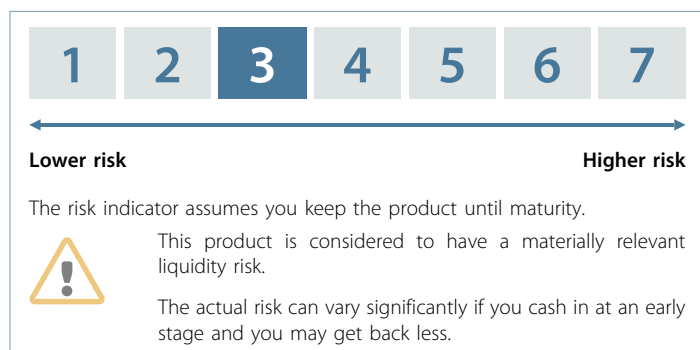 1 2 3 4 5 6 7
Lower risk Higher risk
The risk indicator assumes you keep the product until maturity.
This product is considered to have a materially relevant
liquidity risk.
The actual risk can vary significantly if you cash in at an early
stage and you may get back less.